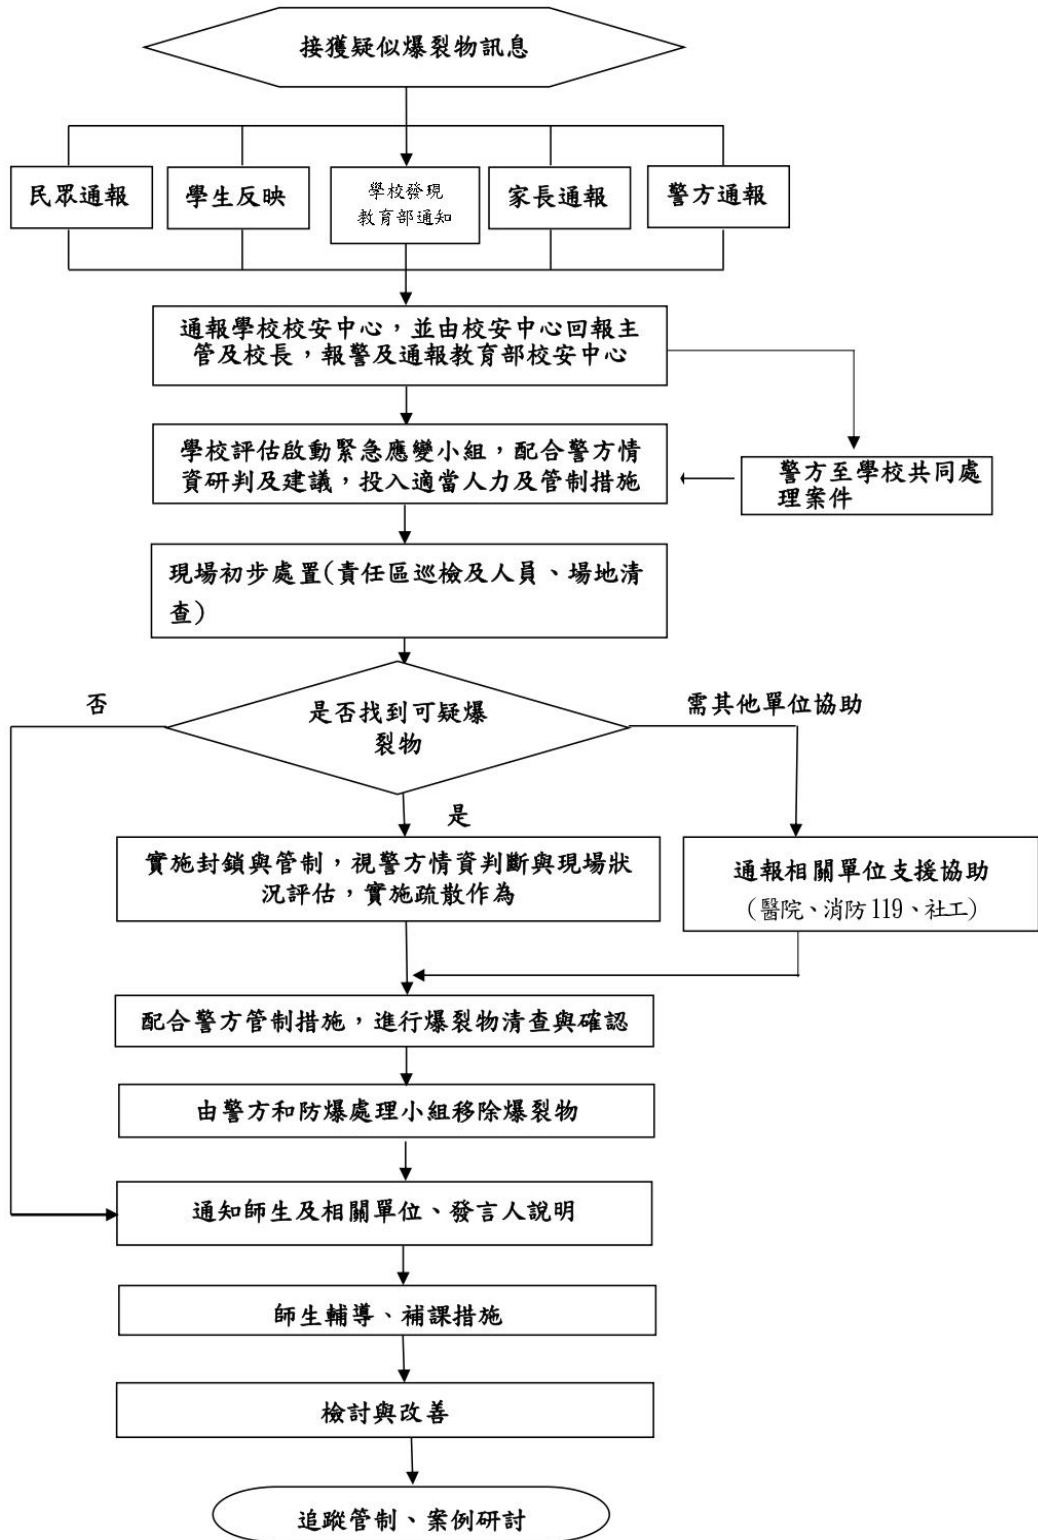 接獲疑似爆裂物訊息
民眾通報
學生反映
學校發現
教育部通知
家長通報
警方通報
通報學校校安中心，並由校安中心回報主
管及校長，報警及通報教育部校安中心
學校評估啟動緊急應變小組，配合警方情
資研判及建議，投入適當人力及管制措施
警方至學校共同處
理案件
現場初步處置(責任區巡檢及人員、場地清
查)
否
是否找到可疑爆
裂物
需其他單位協助
是
實施封鎖與管制，視警方情資判斷與現場狀
況評估，實施疏散作為
通報相關單位支援協助
（醫院、消防119、社工）
配合警方管制措施，進行爆裂物清查與確認
由警方和防爆處理小組移除爆裂物
通知師生及相關單位、發言人說明
師生輔導、補課措施
檢討與改善
追蹤管制、案例研討